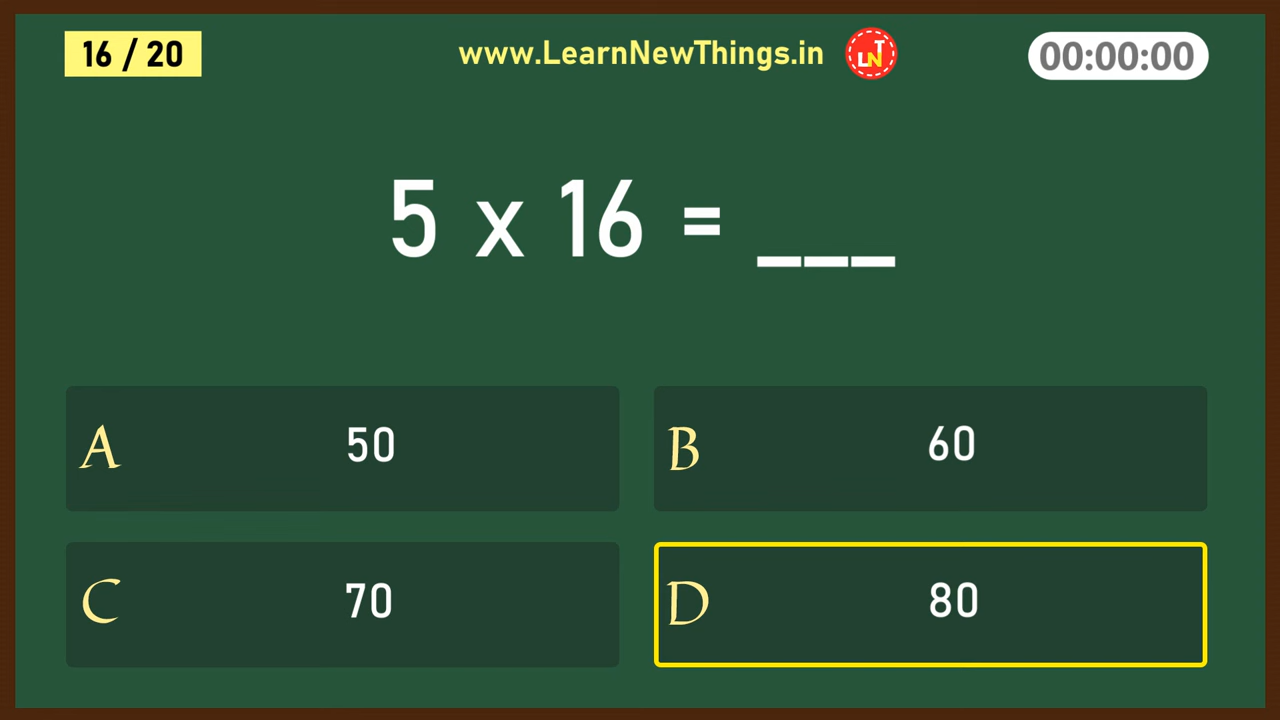 16 / 20
www.LearnNewThings.in
LNT
00:00:00
5 x 16 = ___
A 50
B 60
C 70
D 80